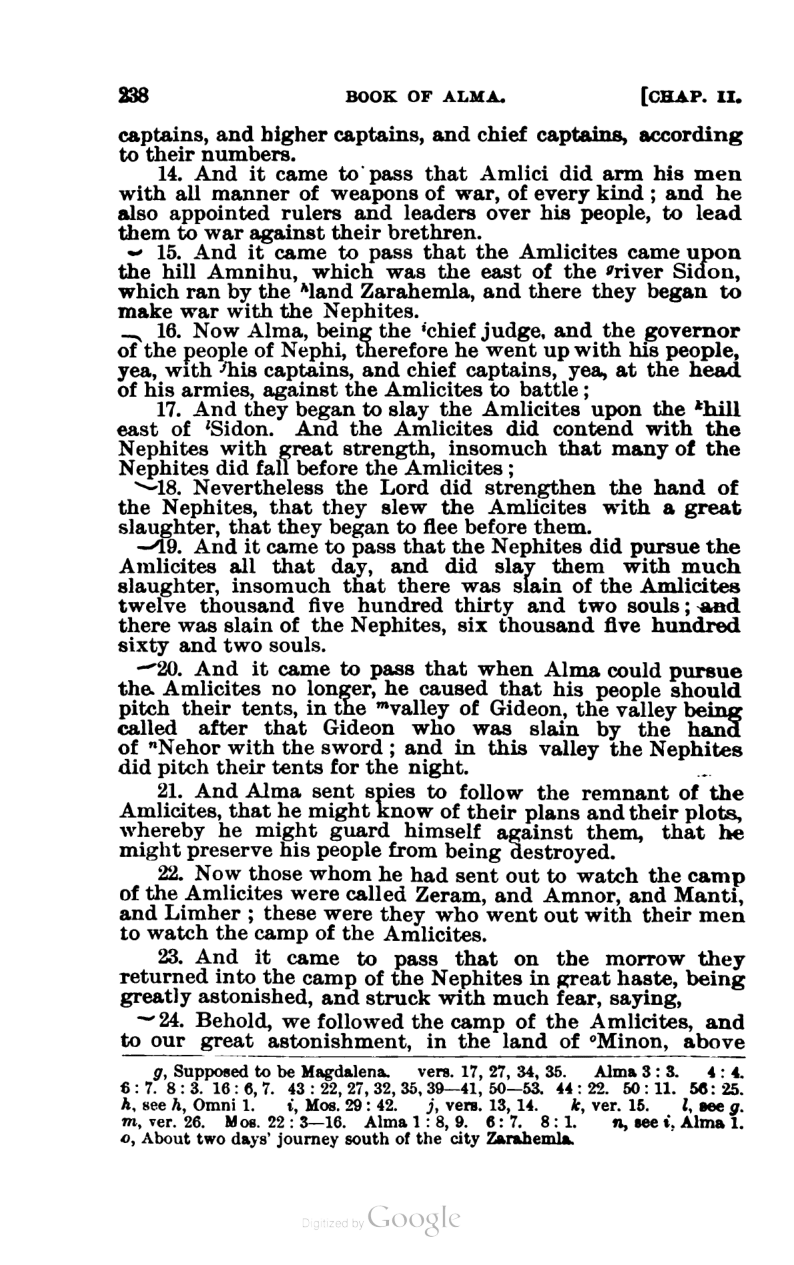 238 BOOK OF ALMA. [CHAP. II.
captains, and higher captains, and chief captains, according
to their numbers.
14. And it came to pass that Amlici did arm his men
with all manner of weapons of war, of every kind ; and he
also appointed rulers and leaders over his people, to lead
them to war against their brethren.
15. And it came to pass that the Amlicites came upon
the hill Amnihu, which was the east of the ᵍriver Sidon,
which ran by the ʰland Zarahemla, and there they began to
make war with the Nephites.
16. Now Alma, being the ⁱchief judge, and the governor
of the people of Nephi, therefore he went up with his people,
yea, with ʲhis captains, and chief captains, yea, at the head
of his armies, against the Amlicites to battle ;
17. And they began to slay the Amlicites upon the ᵏhill
east of ˡSidon. And the Amlicites did contend with the
Nephites with great strength, insomuch that many of the
Nephites did fall before the Amlicites ;
18. Nevertheless the Lord did strengthen the hand of
the Nephites, that they slew the Amlicites with a great
slaughter, that they began to flee before them.
19. And it came to pass that the Nephites did pursue the
Amlicites all that day, and did slay them with much
slaughter, insomuch that there was slain of the Amlicites
twelve thousand five hundred thirty and two souls ; and
there was slain of the Nephites, six thousand five hundred
sixty and two souls.
20. And it came to pass that when Alma could pursue
the Amlicites no longer, he caused that his people should
pitch their tents, in the ᵐvalley of Gideon, the valley being
called after that Gideon who was slain by the hand
of ⁿNehor with the sword ; and in this valley the Nephites
did pitch their tents for the night.
21. And Alma sent spies to follow the remnant of the
Amlicites, that he might know of their plans and their plots,
whereby he might guard himself against them, that he
might preserve his people from being destroyed.
22. Now those whom he had sent out to watch the camp
of the Amlicites were called Zeram, and Amnor, and Manti,
and Limher ; these were they who went out with their men
to watch the camp of the Amlicites.
23. And it came to pass that on the morrow they
returned into the camp of the Nephites in great haste, being
greatly astonished, and struck with much fear, saying,
24. Behold, we followed the camp of the Amlicites, and
to our great astonishment, in the land of ᵒMinon, above
g, Supposed to be Magdalena. vers. 17, 27, 34, 35. Alma 3 : 3. 4 : 4.
6 : 7. 8 : 3. 16 : 6, 7. 43 : 22, 27, 32, 35, 39—41, 50—53. 44 : 22. 50 : 11. 56 : 25.
h, see h, Omni 1. i, Mos. 29 : 42. j, vers. 13, 14. k, ver. 15. l, see g.
m, ver. 26. Mos. 22 : 3—16. Alma 1 : 8, 9. 6 : 7. 8 : 1. n, see i, Alma 1.
o, About two days' journey south of the city Zarahemla.
Digitized by Google